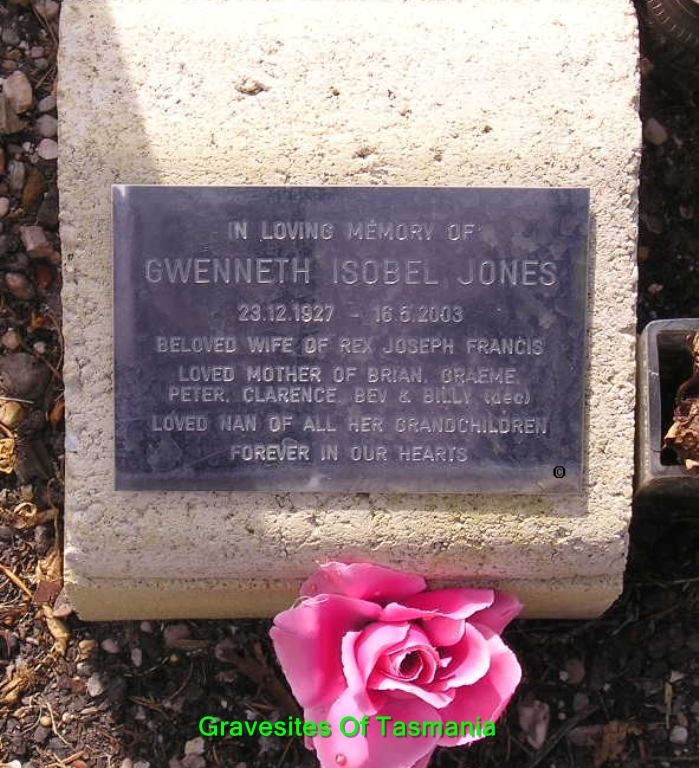 IN LOVING MEMORY OF
GWENNETH ISOBEL JONES
23.12.1927 - 16.5.2003
BELOVED WIFE OF REX JOSEPH FRANCIS
LOVED MOTHER OF BRIAN, GRAEME,
PETER, CLARENCE, BEV & BILLY (dec)
LOVED NAN OF ALL HER GRANDCHILDREN
FOREVER IN OUR HEARTS
©
Gravesites Of Tasmania